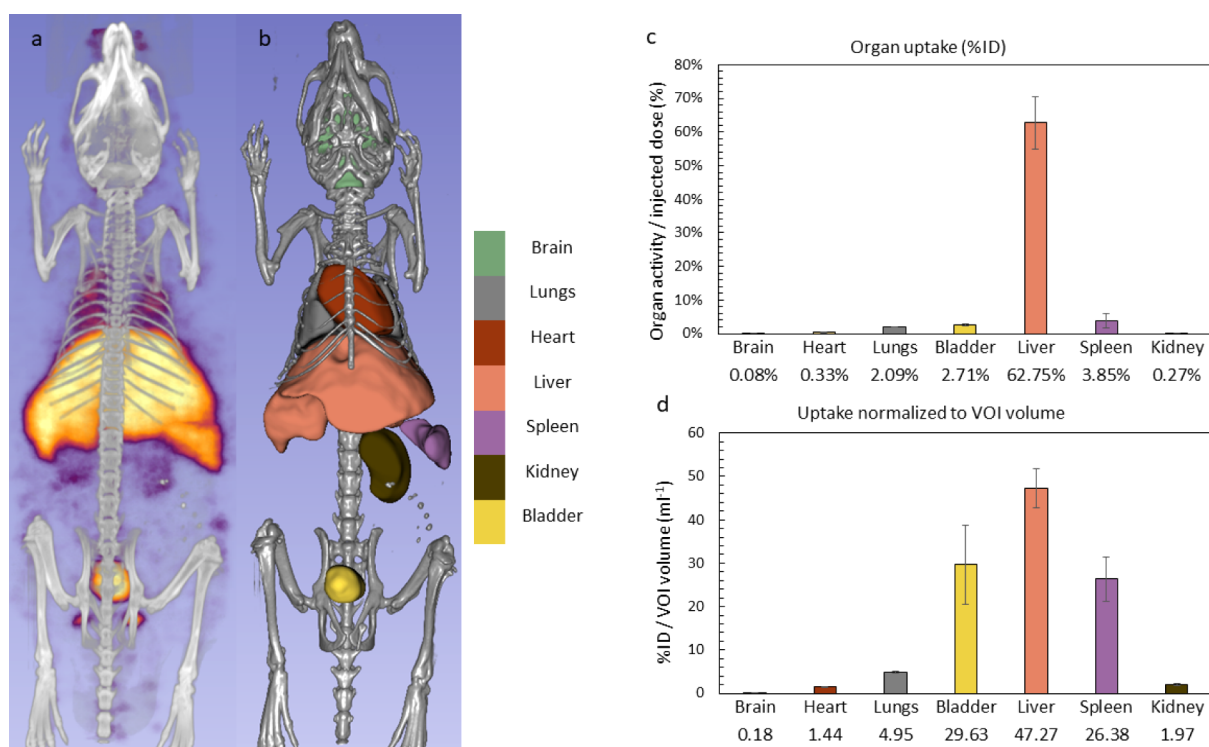 a
b
Brain
Lungs
Heart
Liver
Spleen
Kidney
Bladder
c
Organ uptake (%ID)
Organ activity / injected dose (%)
80%
70%
60%
50%
40%
30%
20%
10%
0%
Brain Heart Lungs Bladder Liver Spleen Kidney
0.08% 0.33% 2.09% 2.71% 62.75% 3.85% 0.27%
d
Uptake normalized to VOI volume
%ID / VOI volume (ml⁻¹)
60
50
40
30
20
10
0
Brain Heart Lungs Bladder Liver Spleen Kidney
0.18 1.44 4.95 29.63 47.27 26.38 1.97